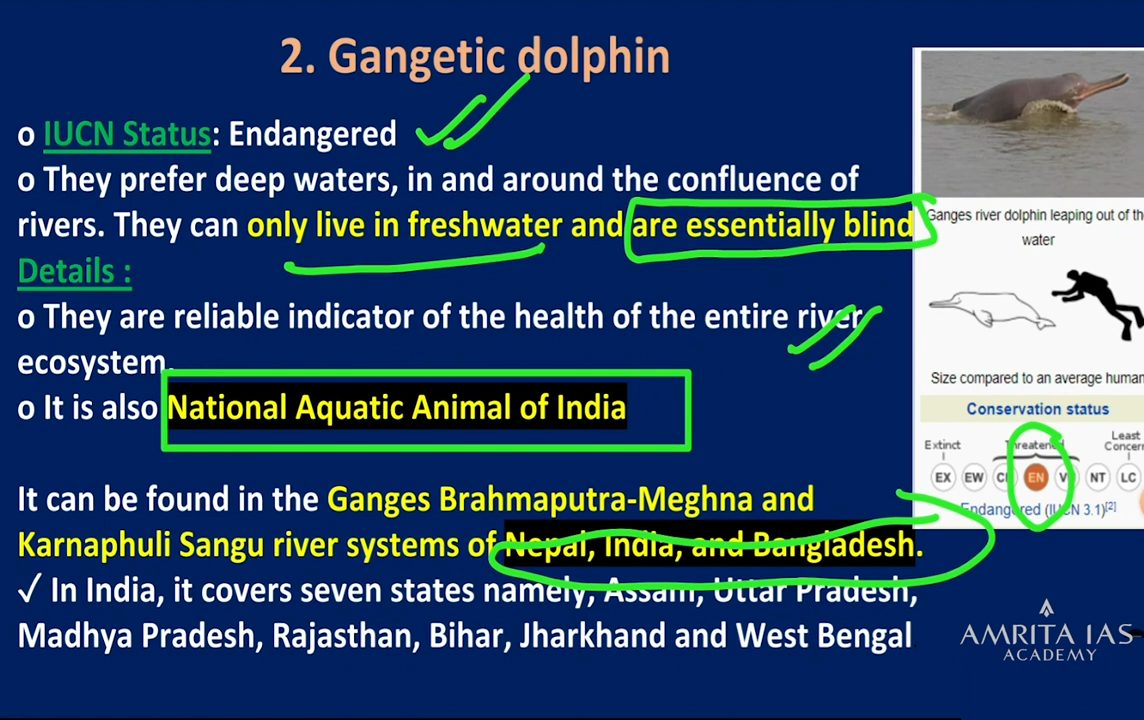 2. Gangetic dolphin
o IUCN Status: Endangered
o They prefer deep waters, in and around the confluence of
rivers. They can only live in freshwater and are essentially blind
Details :
o They are reliable indicator of the health of the entire river
ecosystem.
o It is also National Aquatic Animal of India
It can be found in the Ganges Brahmaputra-Meghna and
Karnaphuli Sangu river systems of Nepal, India, and Bangladesh.
✓ In India, it covers seven states namely, Assam, Uttar Pradesh,
Madhya Pradesh, Rajasthan, Bihar, Jharkhand and West Bengal
Ganges river dolphin leaping out of th
water
Size compared to an average human
Conservation status
Extinct Threatened Least
Concern
EX EW EN NT LC
Endangered (IUCN 3.1)[2]
AMRITA IAS
ACADEMY